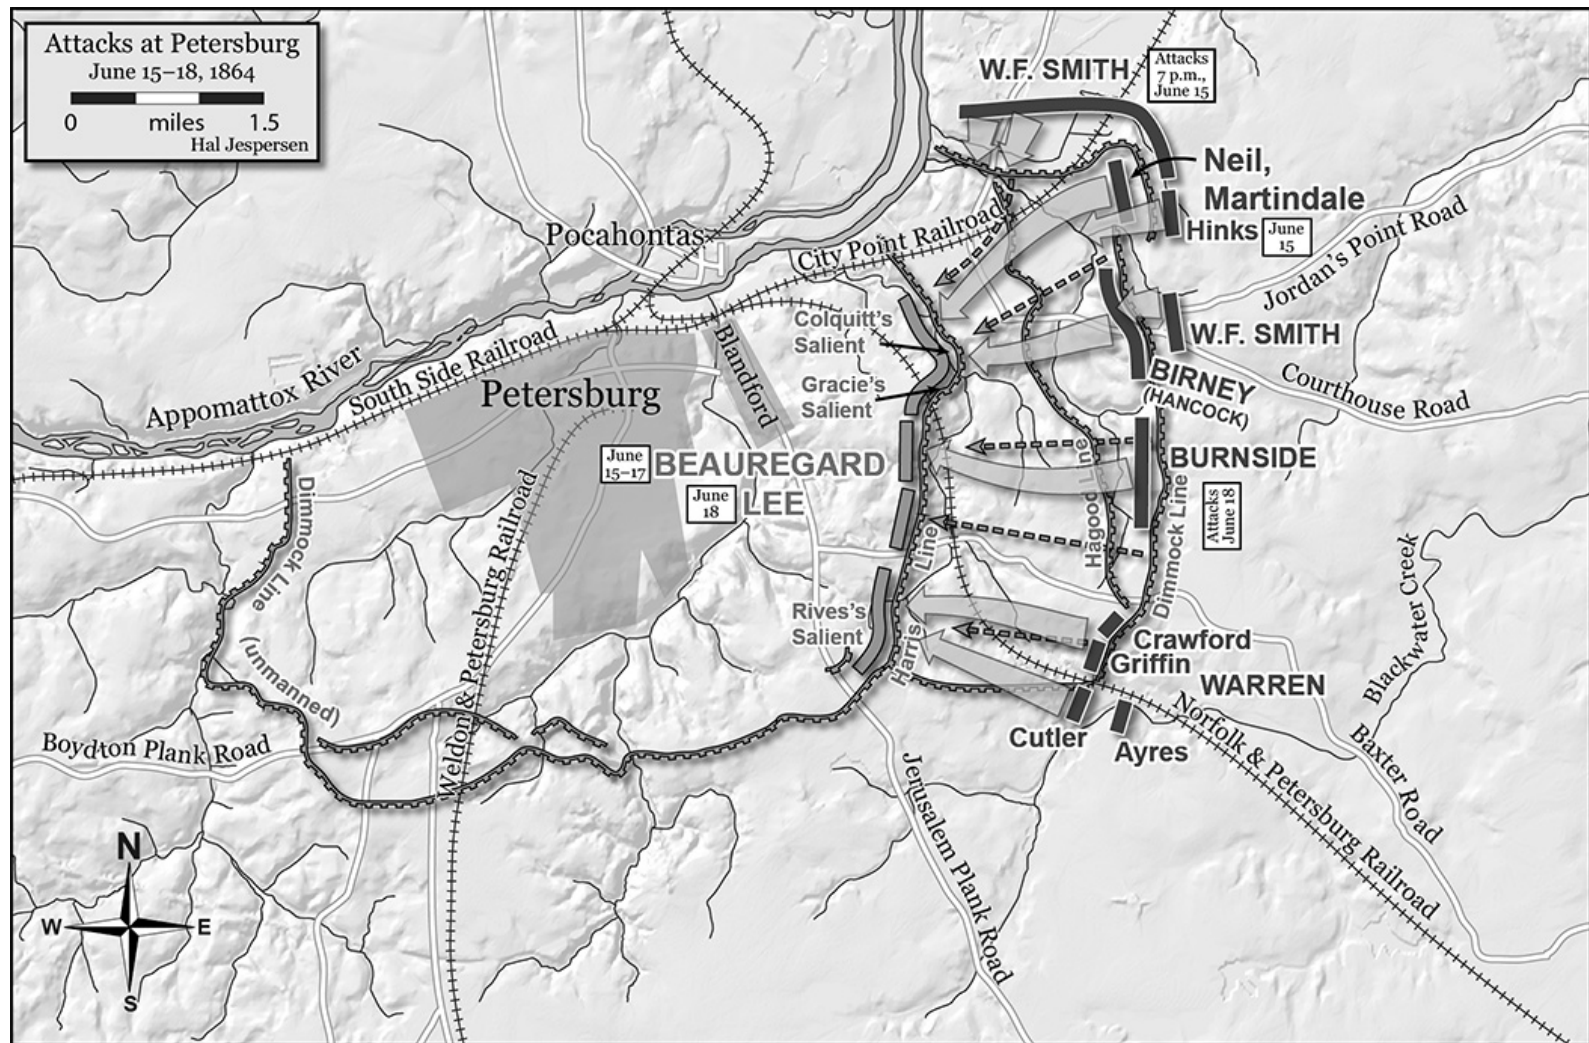 Attacks at Petersburg
June 15–18, 1864
0 miles 1.5
Hal Jespersen
W.F. SMITH
Attacks
7 p.m.,
June 15
Neil,
Martindale
Hinks
June
15
Jordan's Point Road
Pocahontas
City Point Railroad
Colquitt's
Salient
Gracie's
Salient
W.F. SMITH
BIRNEY
(HANCOCK)
Courthouse Road
Appomattox River
South Side Railroad
Petersburg
Blandford
June
15–17
BEAUREGARD
June
18
LEE
BURNSIDE
Attacks
June 18
Hagood Line
Dimmock Line
Dimmock Line
(unmanned)
Weldon & Petersburg Railroad
Rives's
Salient
Harris Line
Crawford
Griffin
WARREN
Cutler
Ayres
Blackwater Creek
Norfolk & Petersburg Railroad
Baxter Road
Boydton Plank Road
Jerusalem Plank Road
N
W E
S